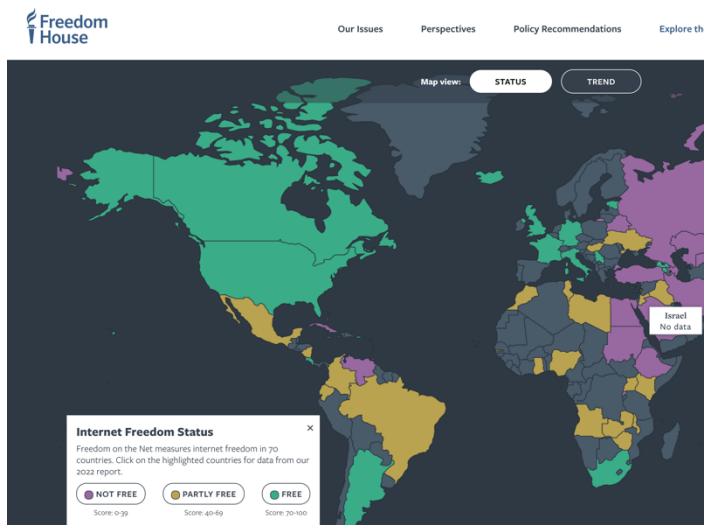 Freedom
House
Our Issues
Perspectives
Policy Recommendations
Explore the
Map view:
STATUS
TREND
Israel
No data
Internet Freedom Status
×
Freedom on the Net measures internet freedom in 70
countries. Click on the highlighted countries for data from our
2022 report.
NOT FREE
PARTLY FREE
FREE
Score: 0-39
Score: 40-69
Score: 70-100